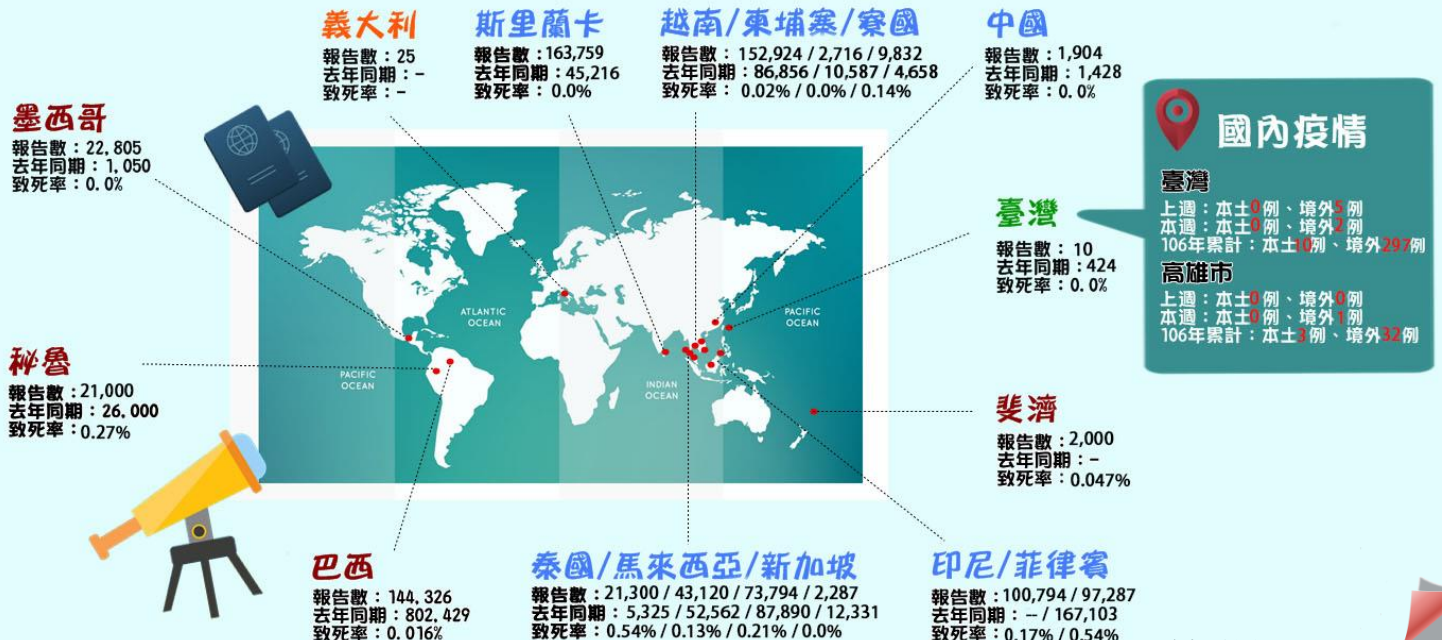 義大利
報告數：25
去年同期：-
致死率：-
斯里蘭卡
報告數：163,759
去年同期：45,216
致死率：0.0%
越南/柬埔寨/寮國
報告數：152,924 / 2,716 / 9,832
去年同期：86,856 / 10,587 / 4,658
致死率： 0.02% / 0.0% / 0.14%
中國
報告數：1,904
去年同期：1,428
致死率：0.0%
墨西哥
報告數：22,805
去年同期：1,050
致死率：0.0%
國內疫情
臺灣
上週：本土0例、境外5例
本週：本土0例、境外2例
106年累計：本土10例、境外297例
高雄市
上週：本土0例、境外0例
本週：本土0例、境外1例
106年累計：本土3例、境外32例
臺灣
報告數：10
去年同期：424
致死率：0.0%
ATLANTIC
OCEAN
PACIFIC
OCEAN
PACIFIC
OCEAN
INDIAN
OCEAN
秘魯
報告數：21,000
去年同期：26,000
致死率：0.27%
斐濟
報告數：2,000
去年同期：-
致死率：0.047%
巴西
報告數：144,326
去年同期：802,429
致死率：0.016%
泰國/馬來西亞/新加坡
報告數：21,300 / 43,120 / 73,794 / 2,287
去年同期： 5,325 / 52,562 / 87,890 / 12,331
致死率：0.54% / 0.13% / 0.21% / 0.0%
印尼/菲律賓
報告數：100,794 / 97,287
去年同期：-- / 167,103
致死率：0.17% / 0.54%